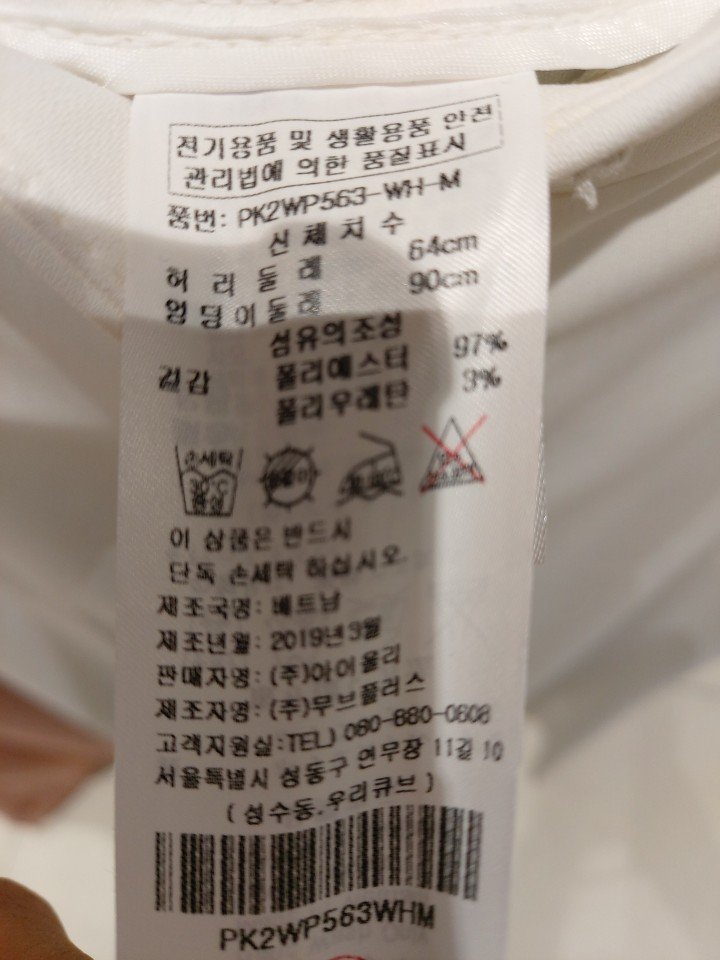 전기용품 및 생활용품 안전
관리법에 의한 품질표시
품번: PK2WP563-WH-M
신체치수
허리둘레 64cm
엉덩이둘레 90cm
섬유의조성
겉감 폴리에스터 97%
폴리우레탄 3%
손세탁
30℃
중성
이 상품은 반드시
단독 손세탁 하십시오.
제조국명: 베트남
제조년월: 2019년 3월
판매자명: (주)아이올리
제조자명: (주)무브플러스
고객지원실:TEL) 080-880-0608
서울특별시 성동구 연무장 11길 10
(성수동,우리큐브)
PK2WP563WHM